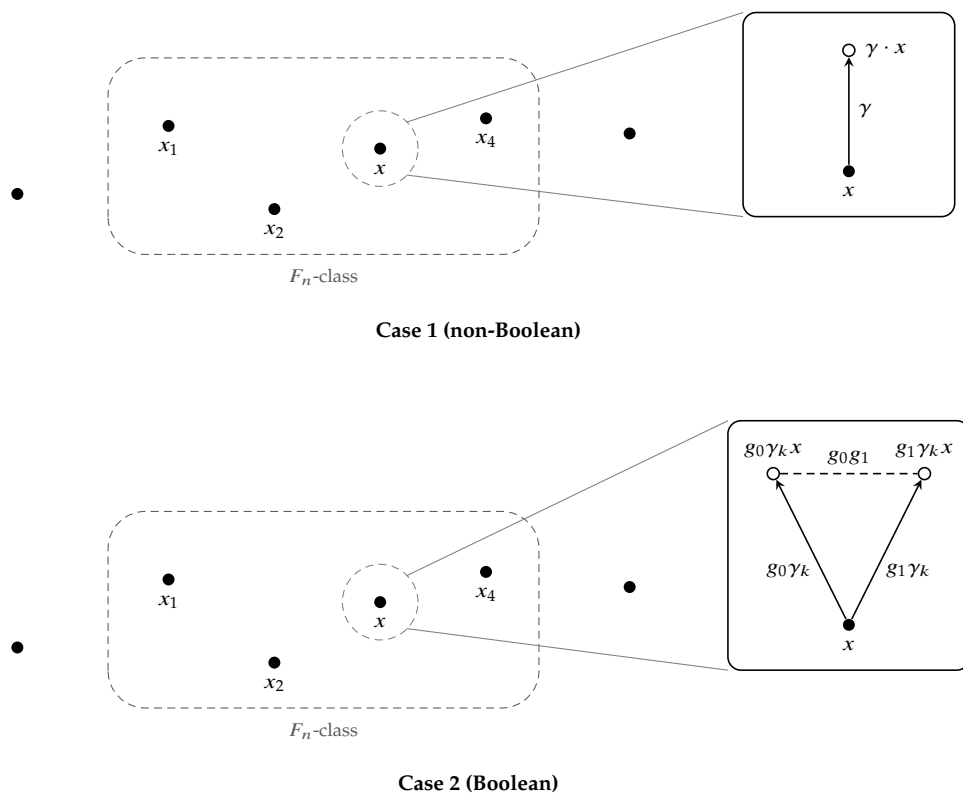 γ · x
γ
x₁
x
x₄
x
x₂
Fₙ-class
Case 1 (non-Boolean)
g₀γₖx g₁γₖx
g₀g₁
x₁
x
x₄
g₀γₖ g₁γₖ
x
x₂
Fₙ-class
Case 2 (Boolean)